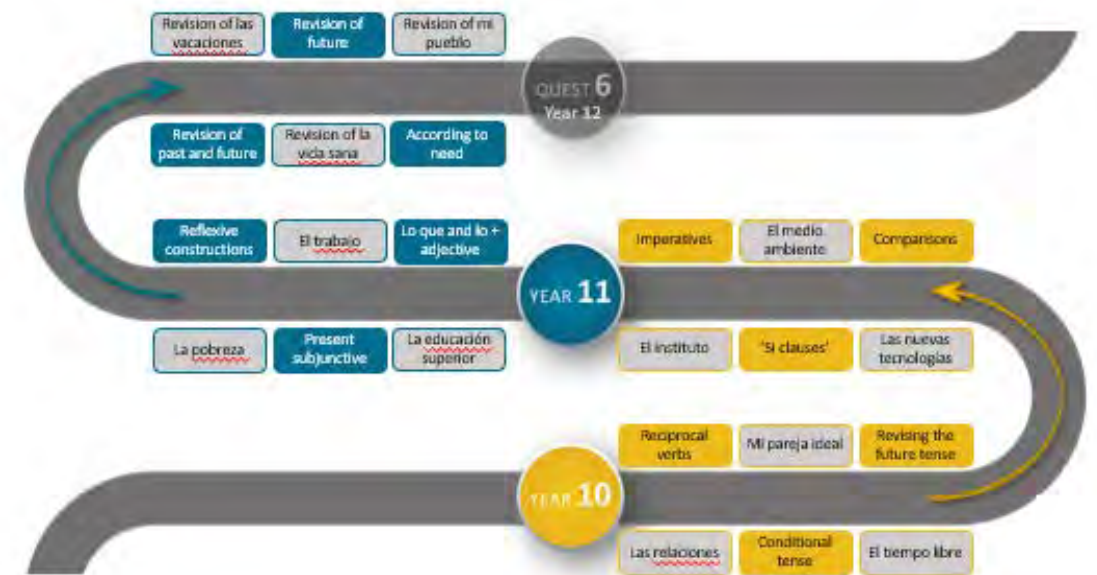 Revision of las
vacaciones
Revision of
future
Revision of mi
pueblo
QUEST 6
Year 12
Revision of
past and future
Revision of la
vida sana
According to
need
Reflexive
constructions
El trabajo
Lo que and lo +
adjective
Imperatives
El medio
ambiente
Comparisons
YEAR 11
La pobreza
Present
subjunctive
La educación
superior
El instituto
'Si clauses'
Las nuevas
tecnologías
Reciprocal
verbs
Mi pareja ideal
Revising the
future tense
YEAR 10
Las relaciones
Conditional
tense
El tiempo libre